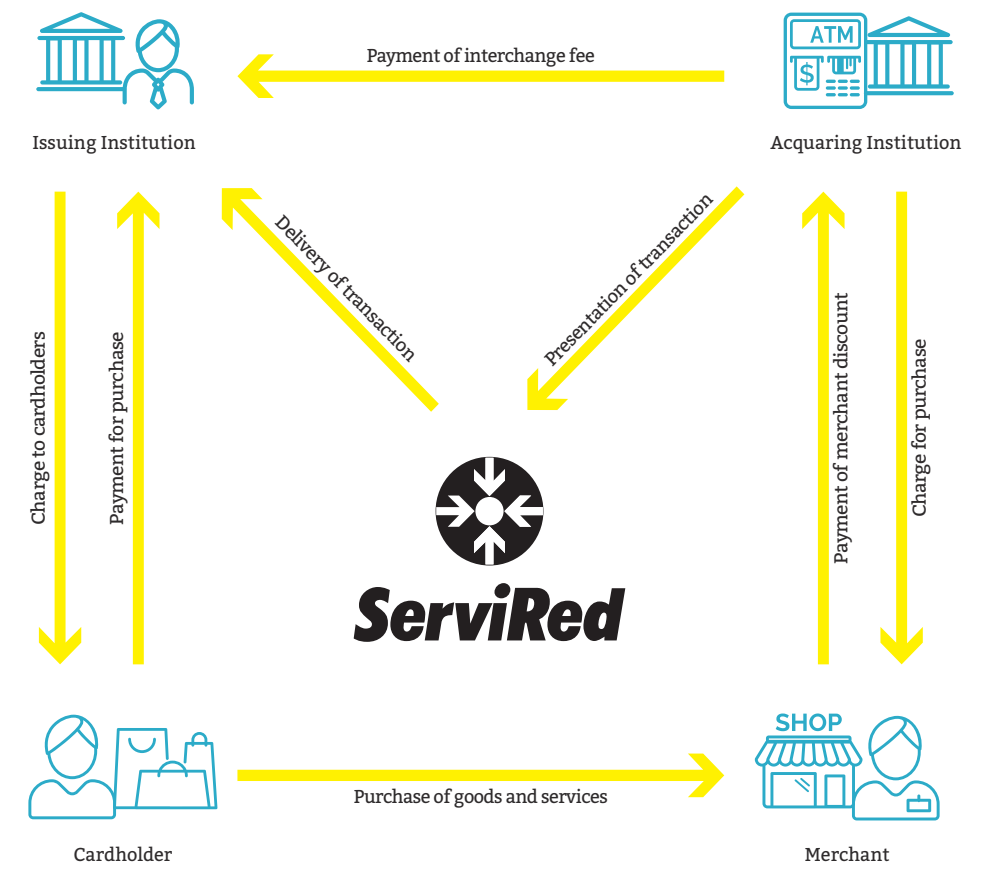 ATM
$
Payment of interchange fee
Issuing Institution
Acquaring Institution
Delivery of transaction
Presentation of transaction
Charge to cardholders
Payment for purchase
Payment of merchant discount
Charge for purchase
ServiRed
SHOP
Purchase of goods and services
Cardholder
Merchant